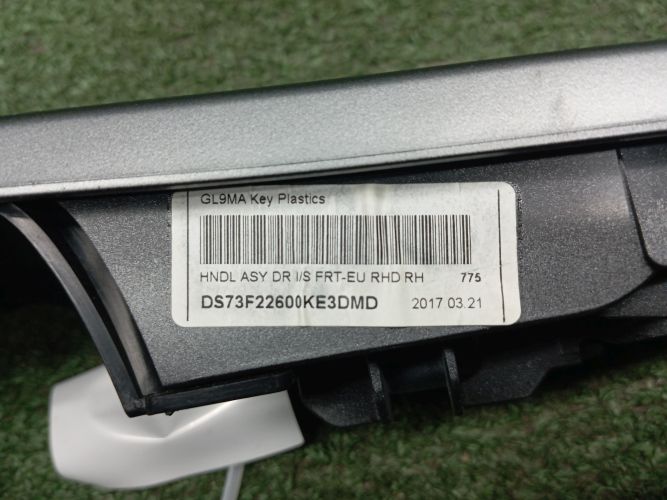 GL9MA Key Plastics
HNDL ASY DR I/S FRT-EU RHD RH 775
DS73F22600KE3DMD 2017.03.21